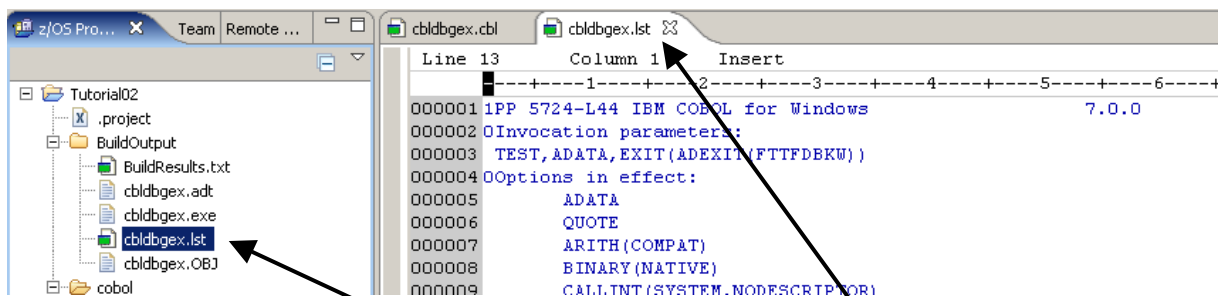 z/OS Pro... Team Remote ...
Tutorial02
.project
BuildOutput
BuildResults.txt
cbldbgex.adt
cbldbgex.exe
cbldbgex.lst
cbldbgex.OBJ
cobol
cbldbgex.cbl cbldbgex.lst
Line 13 Column 1 Insert
----+----1----+----2----+----3----+----4----+----5----+----6----+
000001 1PP 5724-L44 IBM COBOL for Windows 7.0.0
000002 0Invocation parameters:
000003 TEST,ADATA,EXIT(ADEXIT(FTTFDBKW))
000004 0Options in effect:
000005 ADATA
000006 QUOTE
000007 ARITH(COMPAT)
000008 BINARY(NATIVE)
000009 CALLINT(SYSTEM,NODESCRIPTOR)